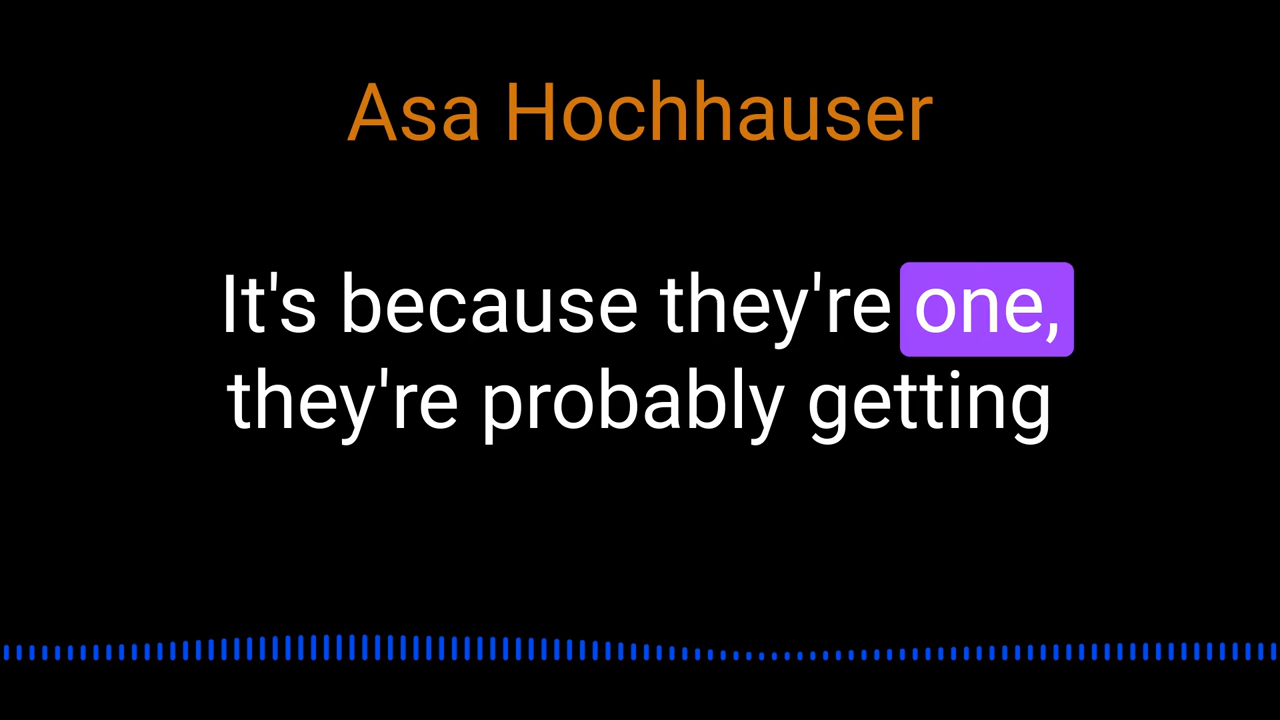 Asa Hochhauser
It's because they're one,
they're probably getting